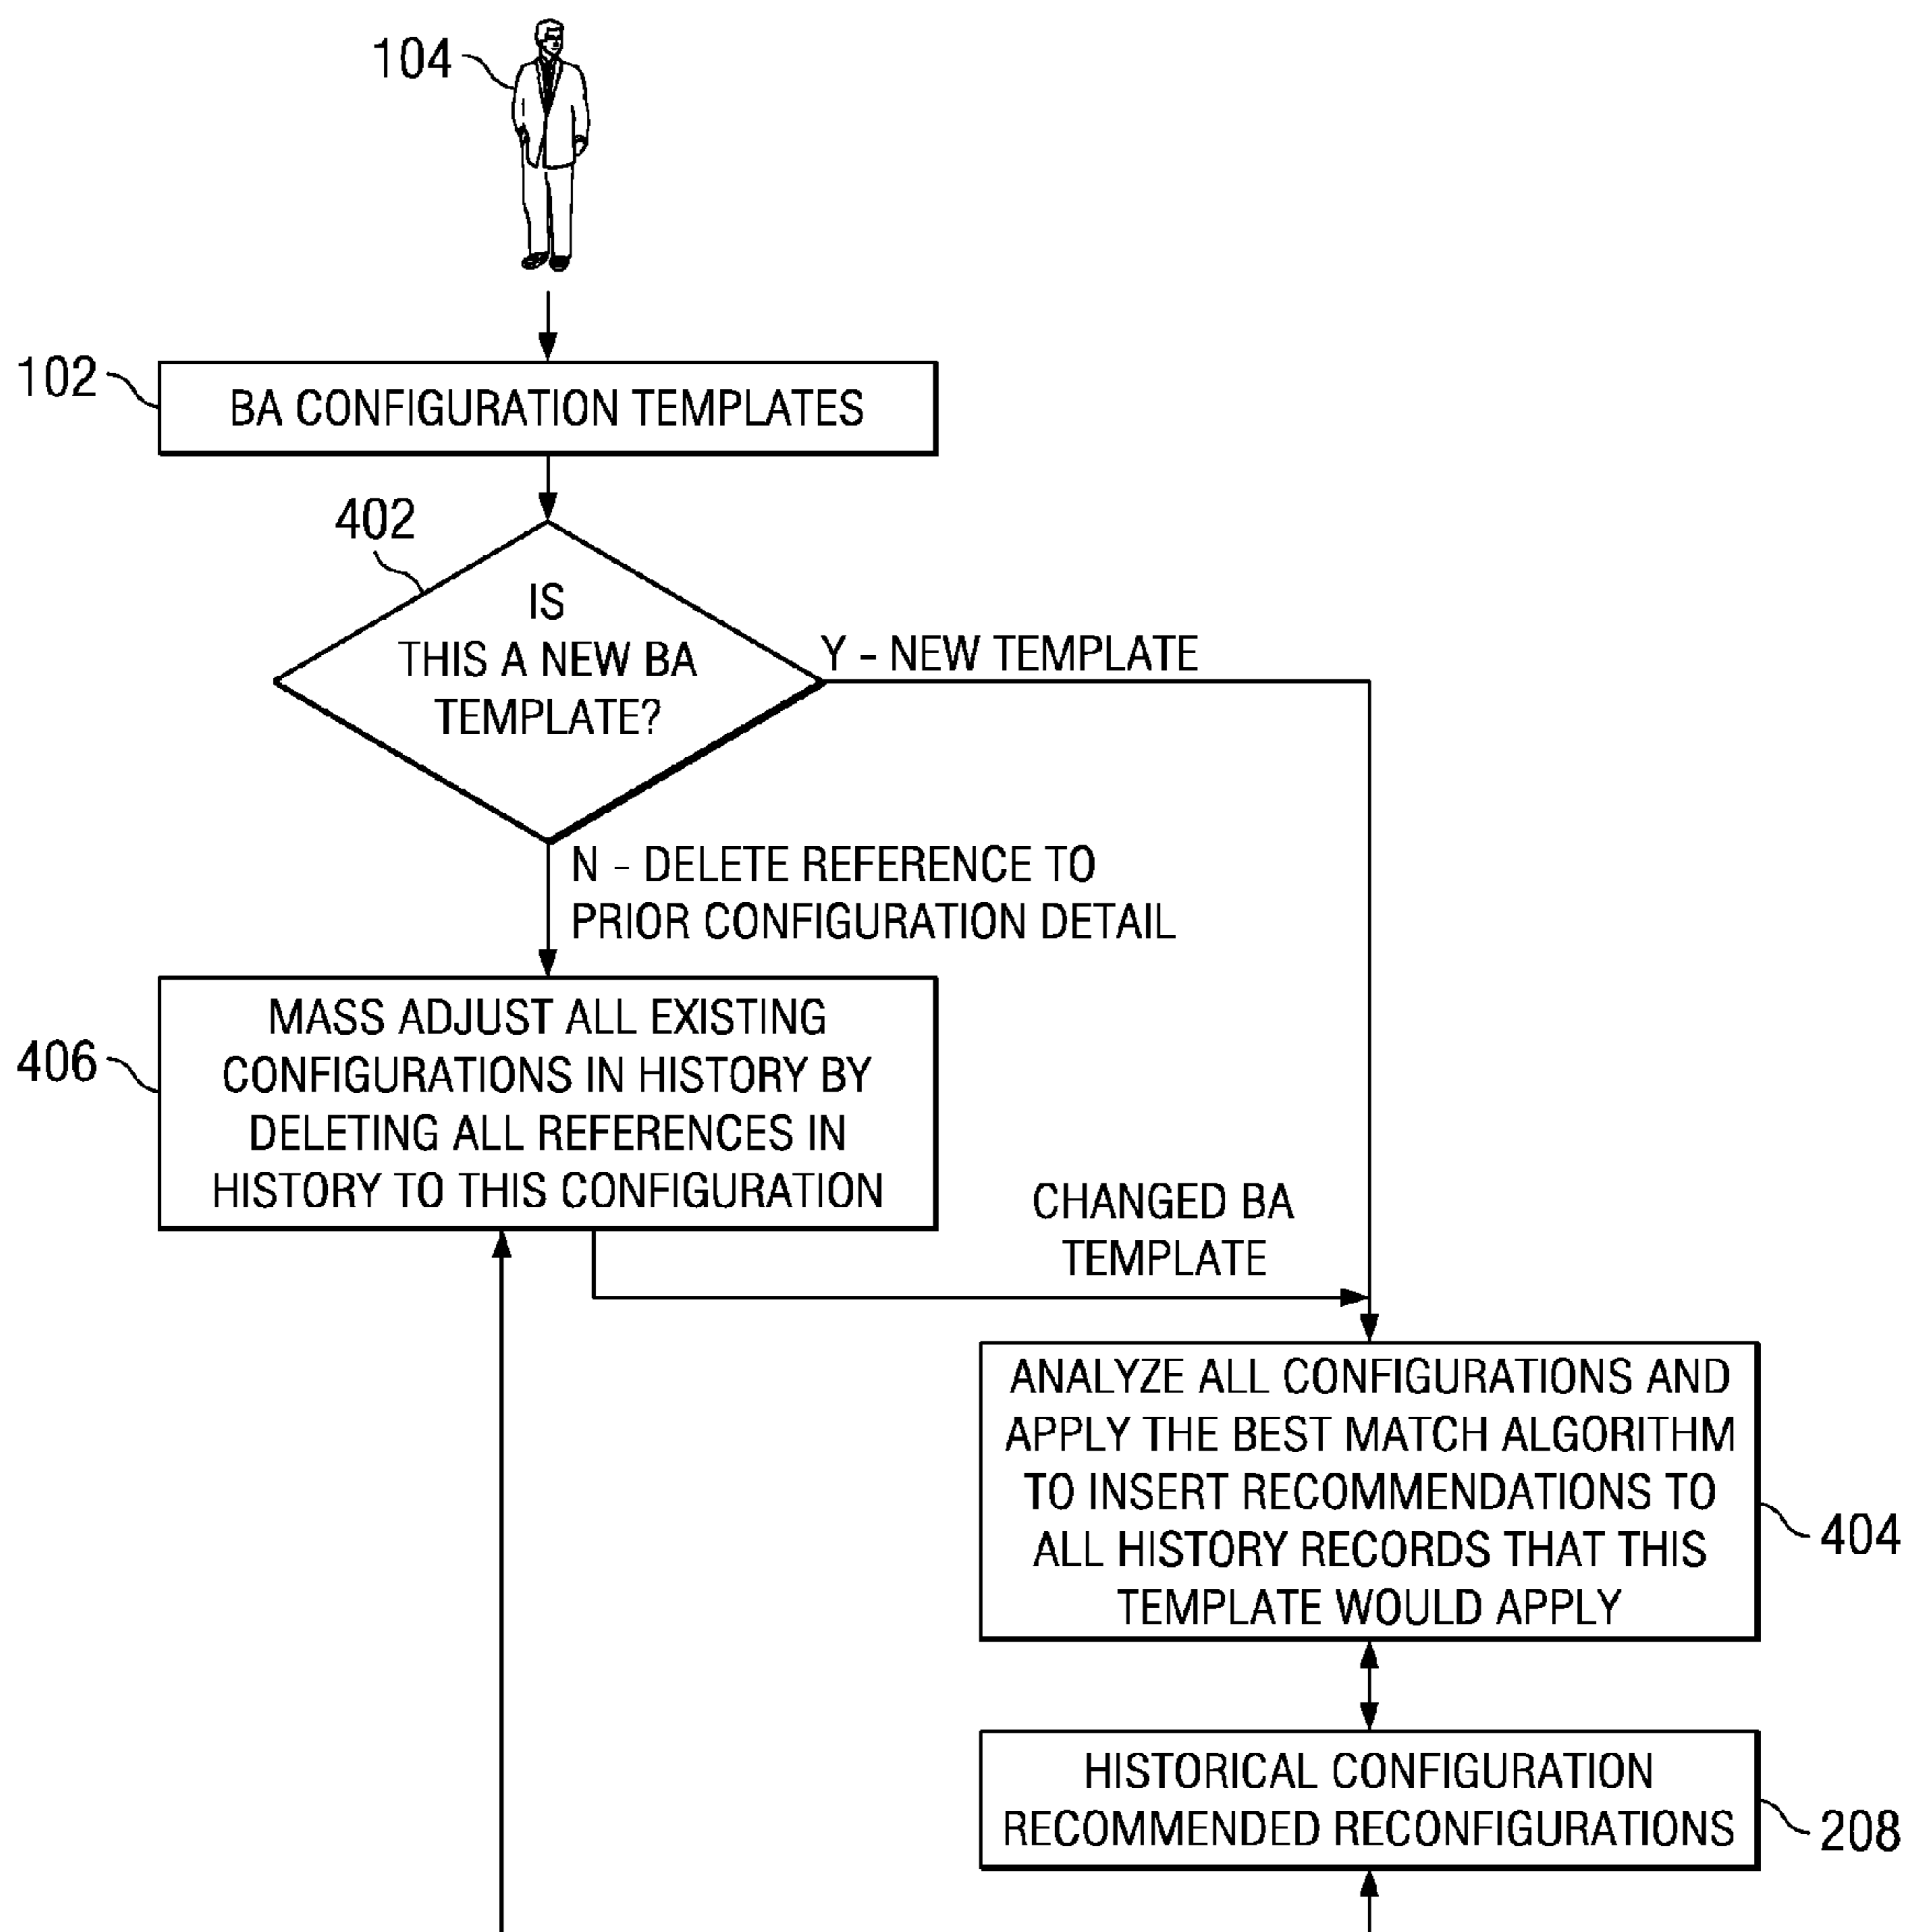 104
102
BA CONFIGURATION TEMPLATES
402
IS
THIS A NEW BA
TEMPLATE?
Y - NEW TEMPLATE
N - DELETE REFERENCE TO
PRIOR CONFIGURATION DETAIL
406
MASS ADJUST ALL EXISTING
CONFIGURATIONS IN HISTORY BY
DELETING ALL REFERENCES IN
HISTORY TO THIS CONFIGURATION
CHANGED BA
TEMPLATE
ANALYZE ALL CONFIGURATIONS AND
APPLY THE BEST MATCH ALGORITHM
TO INSERT RECOMMENDATIONS TO
ALL HISTORY RECORDS THAT THIS
TEMPLATE WOULD APPLY
404
HISTORICAL CONFIGURATION
RECOMMENDED RECONFIGURATIONS
208